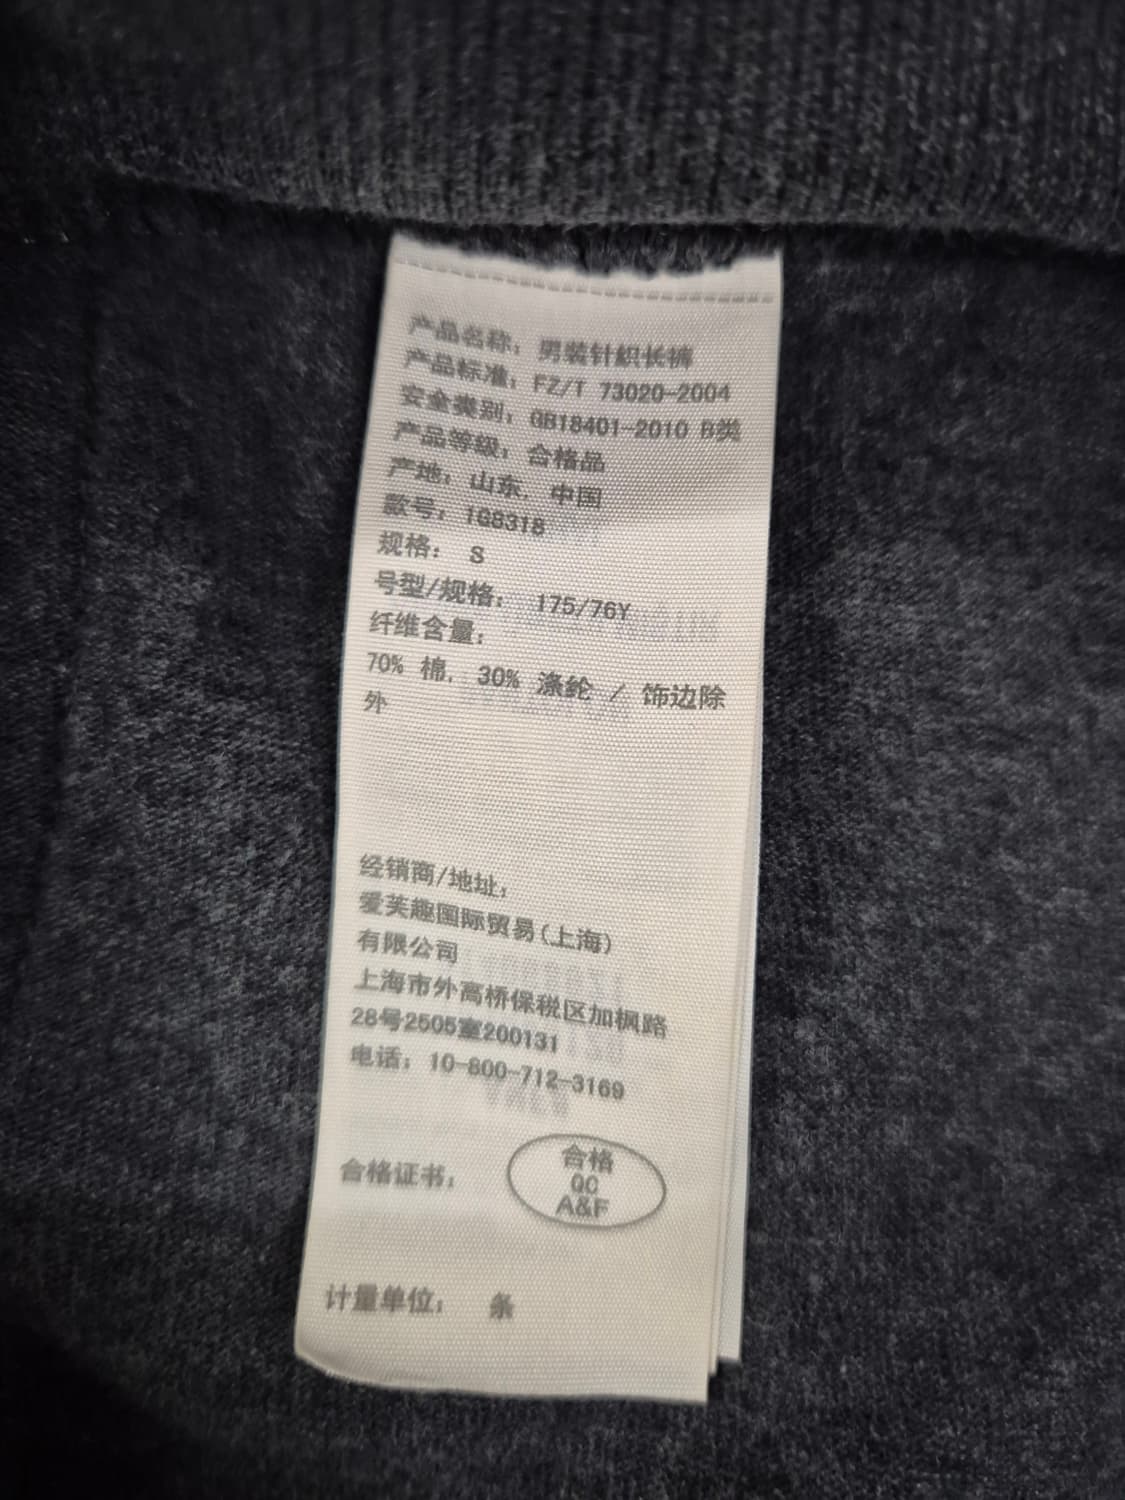 产品名称：男装针织长裤
产品标准：FZ/T 73020-2004
安全类别：GB18401-2010 B类
产品等级：合格品
产地：山东，中国
款号：168318
规格： S
号型/规格： 175/76Y
纤维含量：
70% 棉，30% 涤纶 / 饰边除
外
经销商/地址：
爱芙趣国际贸易(上海)
有限公司
上海市外高桥保税区加枫路
28号2505室200131
电话：10-800-712-3169
合格证书：
合格
QC
A&F
计量单位： 条